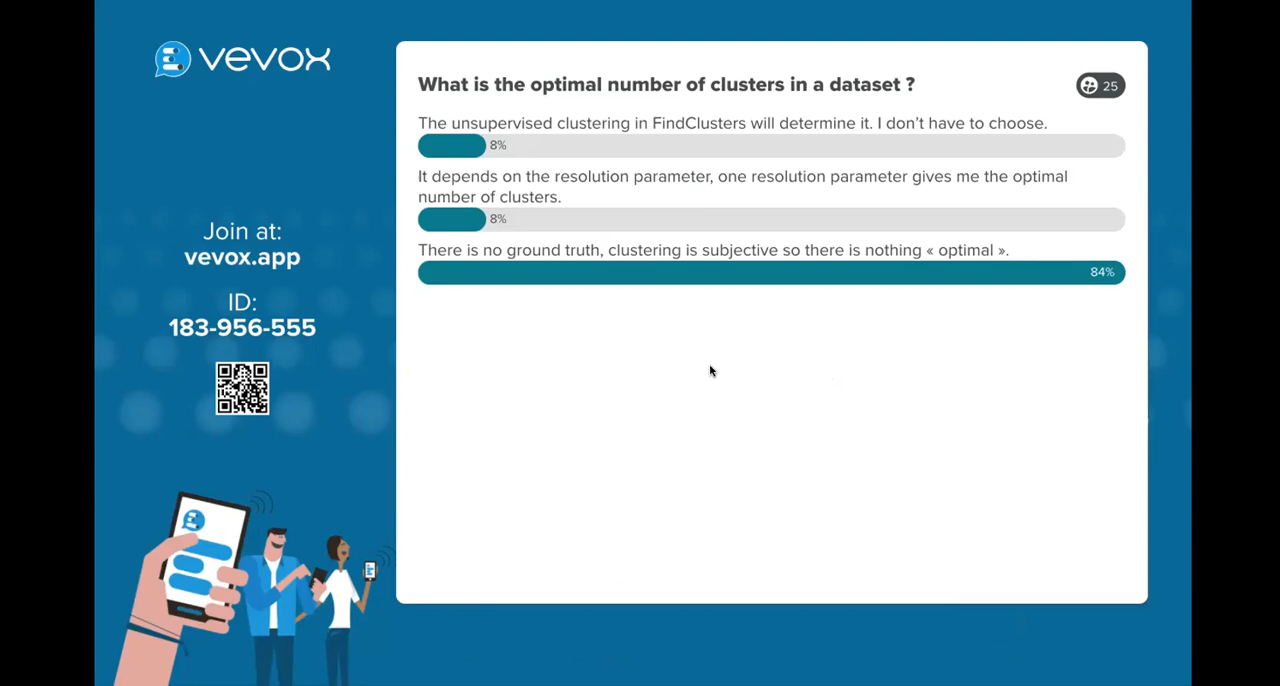 vevox
What is the optimal number of clusters in a dataset ?
25
The unsupervised clustering in FindClusters will determine it. I don’t have to choose.
8%
It depends on the resolution parameter, one resolution parameter gives me the optimal
number of clusters.
8%
There is no ground truth, clustering is subjective so there is nothing « optimal ».
84%
Join at:
vevox.app
ID:
183-956-555